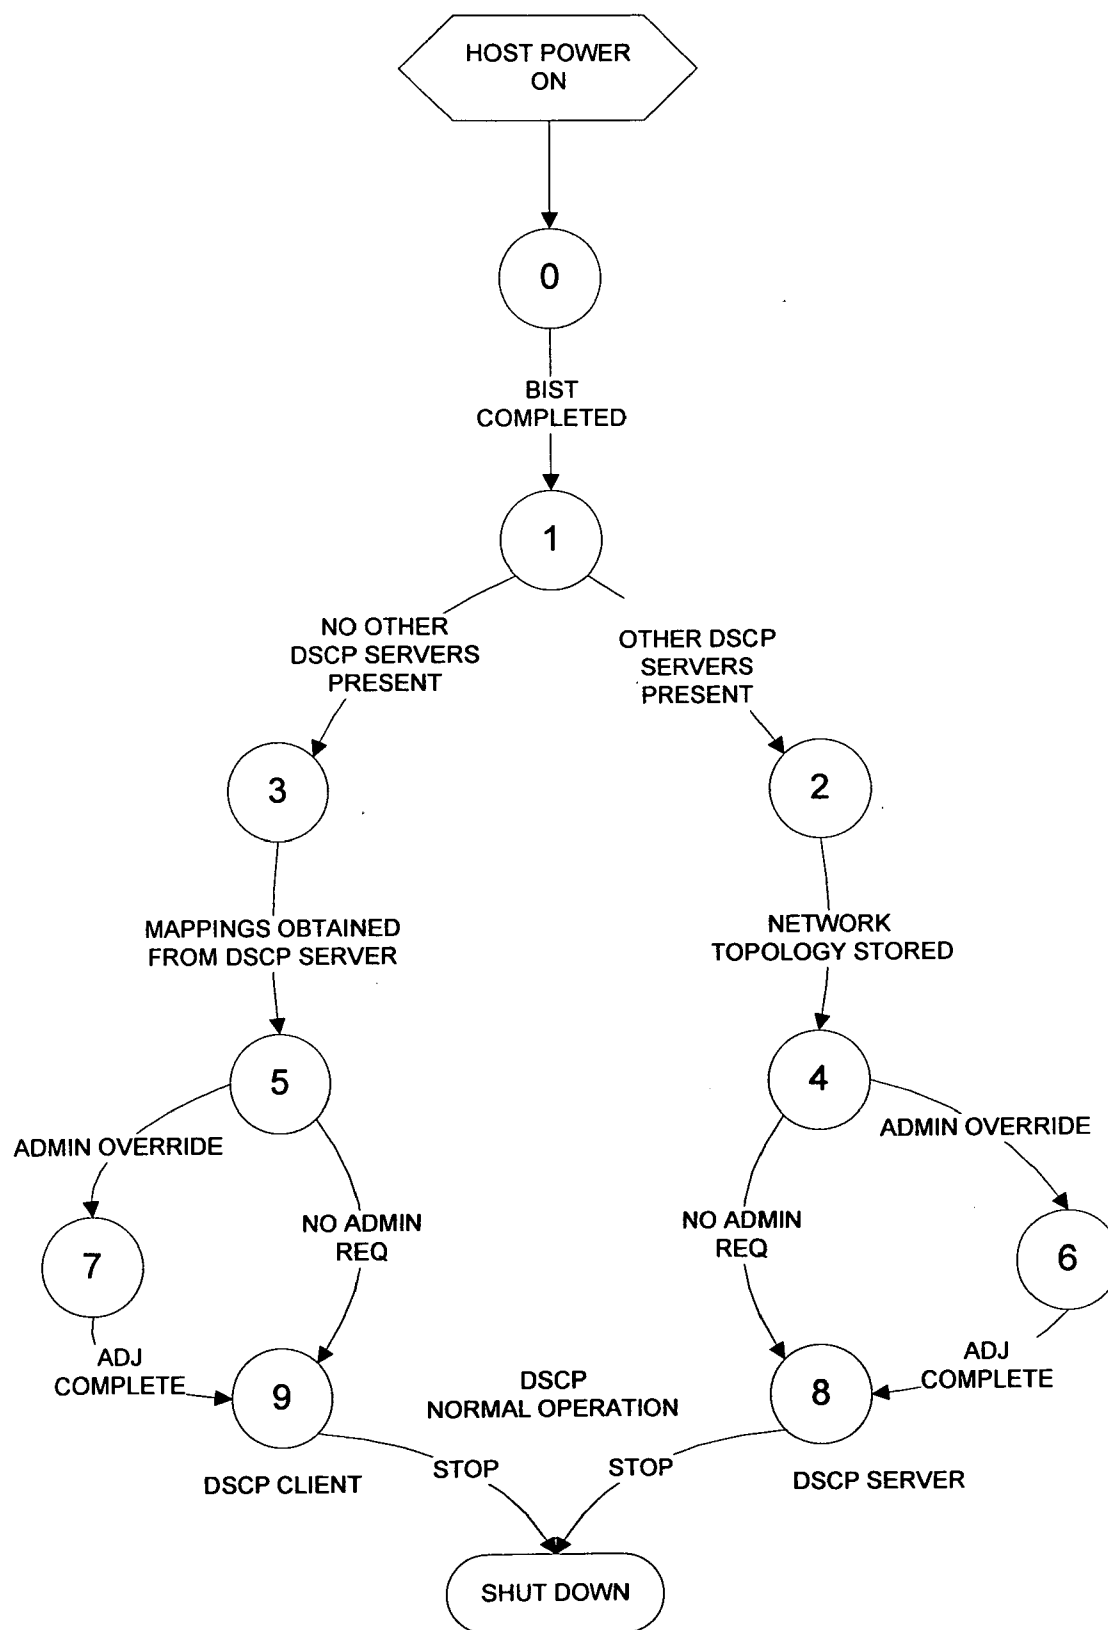 HOST POWER
ON
0
BIST
COMPLETED
1
NO OTHER
DSCP SERVERS
PRESENT
OTHER DSCP
SERVERS
PRESENT
3
2
MAPPINGS OBTAINED
FROM DSCP SERVER
NETWORK
TOPOLOGY STORED
5
4
ADMIN OVERRIDE
NO ADMIN
REQ
NO ADMIN
REQ
ADMIN OVERRIDE
7
6
ADJ
COMPLETE
9
DSCP
NORMAL OPERATION
8
ADJ
COMPLETE
DSCP CLIENT
STOP
STOP
DSCP SERVER
SHUT DOWN